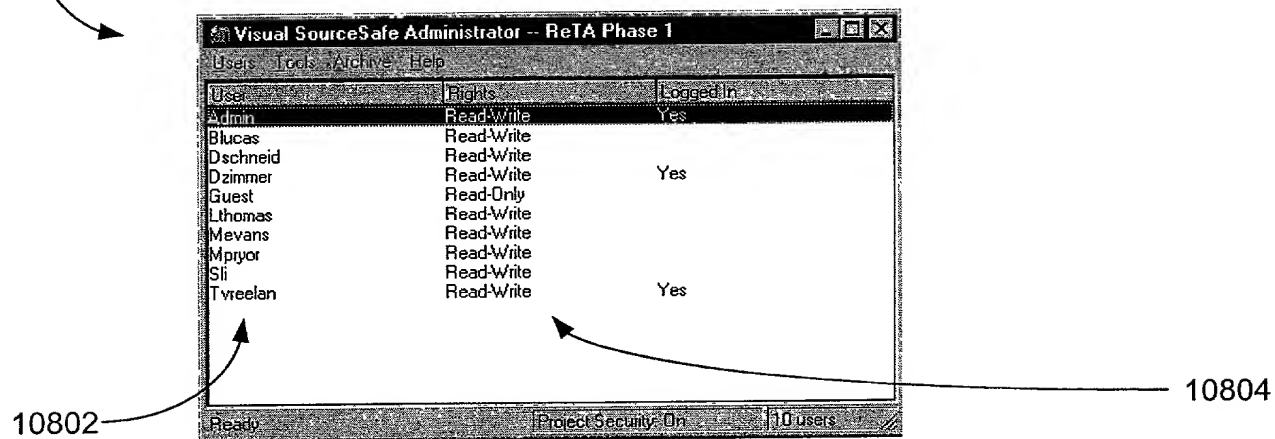 Visual SourceSafe Administrator -- ReTA Phase 1
Users Tools Archive Help
User Rights Logged In
Admin Read-Write Yes
Blucas Read-Write
Dschneid Read-Write
Dzimmer Read-Write Yes
Guest Read-Only
Lthomas Read-Write
Mevans Read-Write
Mpryor Read-Write
Sli Read-Write
Tvreelan Read-Write Yes
10802
10804
Ready Project Security: On 10 users